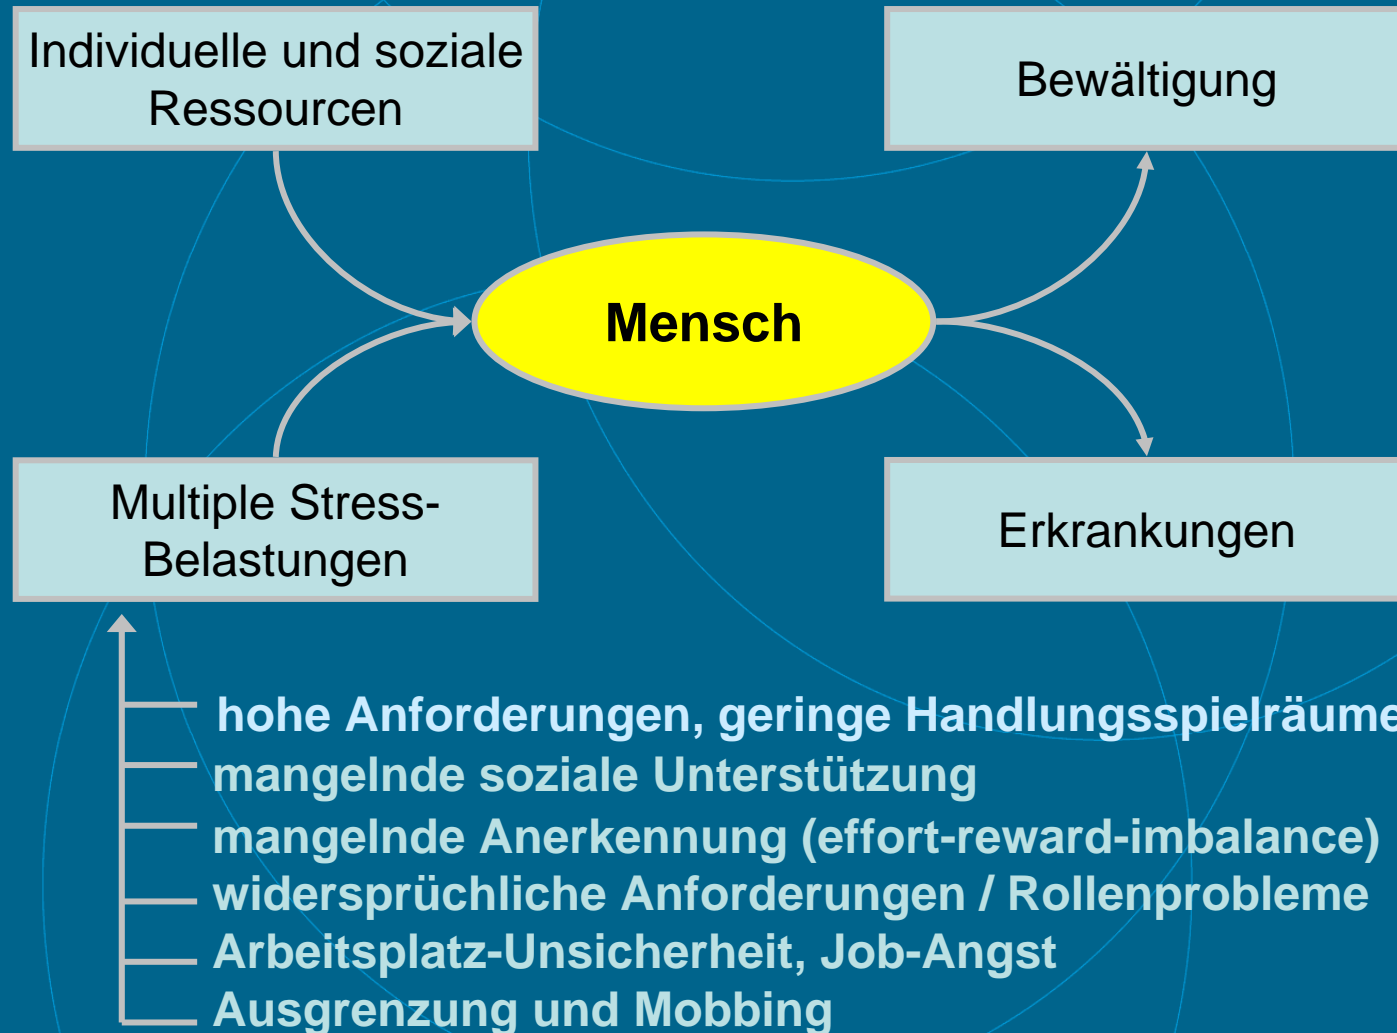 Individuelle und soziale
Ressourcen
Bewältigung
Mensch
Multiple Stress-
Belastungen
Erkrankungen
hohe Anforderungen, geringe Handlungsspielräume
mangelnde soziale Unterstützung
mangelnde Anerkennung (effort-reward-imbalance)
widersprüchliche Anforderungen / Rollenprobleme
Arbeitsplatz-Unsicherheit, Job-Angst
Ausgrenzung und Mobbing